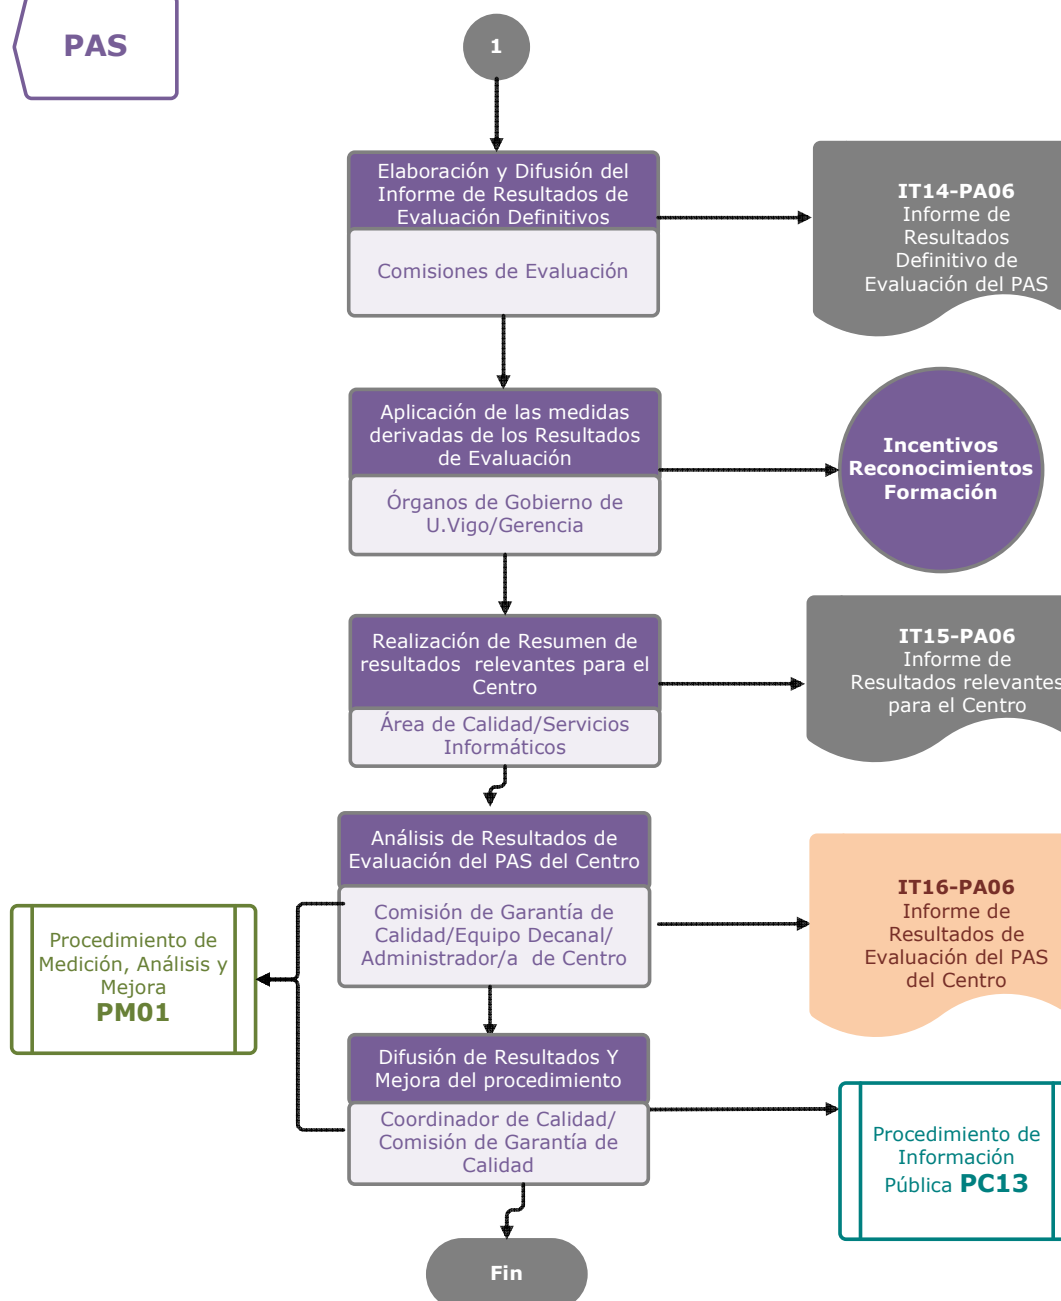 PAS
1
Elaboración y Difusión del
Informe de Resultados de
Evaluación Definitivos
Comisiones de Evaluación
IT14-PA06
Informe de
Resultados
Definitivo de
Evaluación del PAS
Aplicación de las medidas
derivadas de los Resultados
de Evaluación
Órganos de Gobierno de
U.Vigo/Gerencia
Incentivos
Reconocimientos
Formación
Realización de Resumen de
resultados relevantes para el
Centro
Área de Calidad/Servicios
Informáticos
IT15-PA06
Informe de
Resultados relevantes
para el Centro
Análisis de Resultados de
Evaluación del PAS del Centro
Comisión de Garantía de
Calidad/Equipo Decanal/
Administrador/a de Centro
IT16-PA06
Informe de
Resultados de
Evaluación del PAS
del Centro
Procedimiento de
Medición, Análisis y
Mejora
PM01
Difusión de Resultados Y
Mejora del procedimiento
Coordinador de Calidad/
Comisión de Garantía de
Calidad
Procedimiento de
Información
Pública PC13
Fin